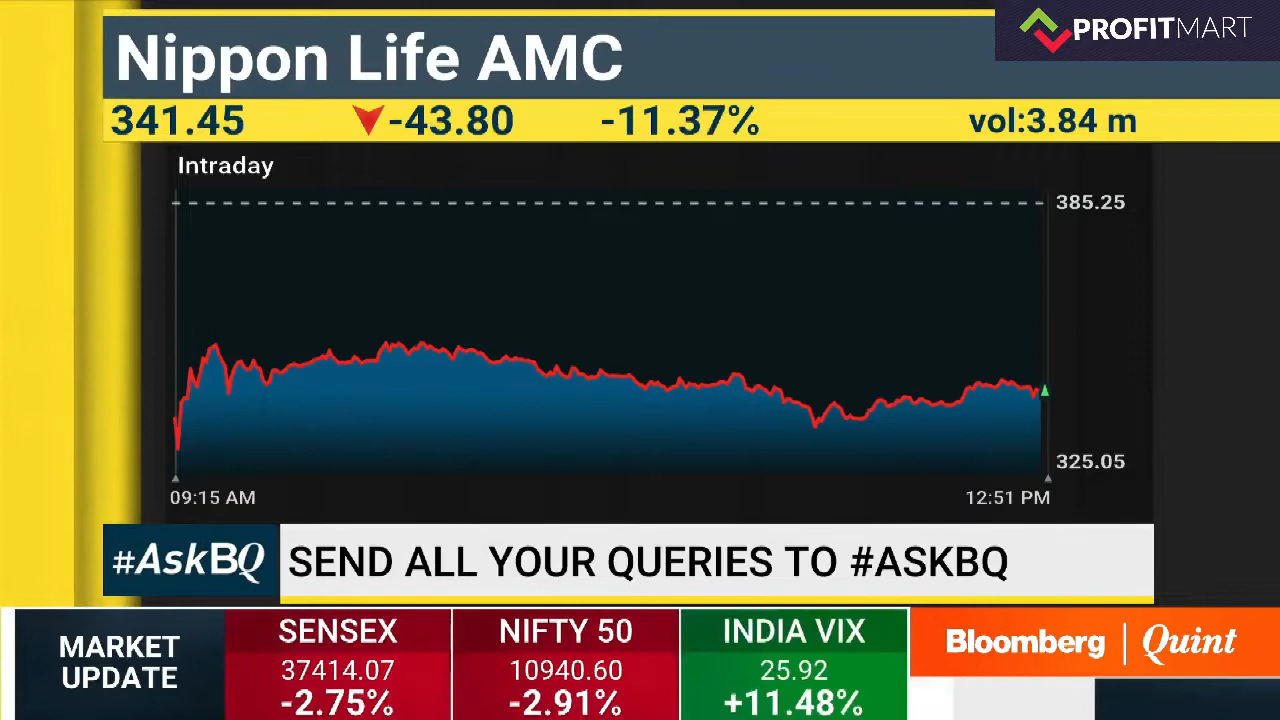 Nippon Life AMC
PROFITMART
341.45 -43.80 -11.37% vol:3.84 m
Intraday
385.25
325.05
09:15 AM 12:51 PM
#AskBQ SEND ALL YOUR QUERIES TO #ASKBQ
MARKET
UPDATE
SENSEX
37414.07
-2.75%
NIFTY 50
10940.60
-2.91%
INDIA VIX
25.92
+11.48%
Bloomberg | Quint